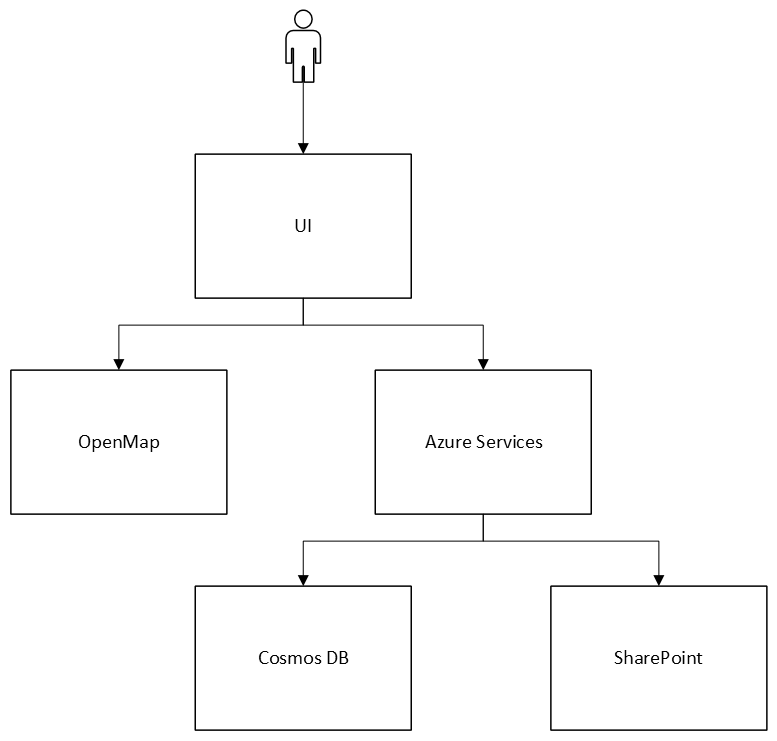 UI
OpenMap
Azure Services
Cosmos DB
SharePoint